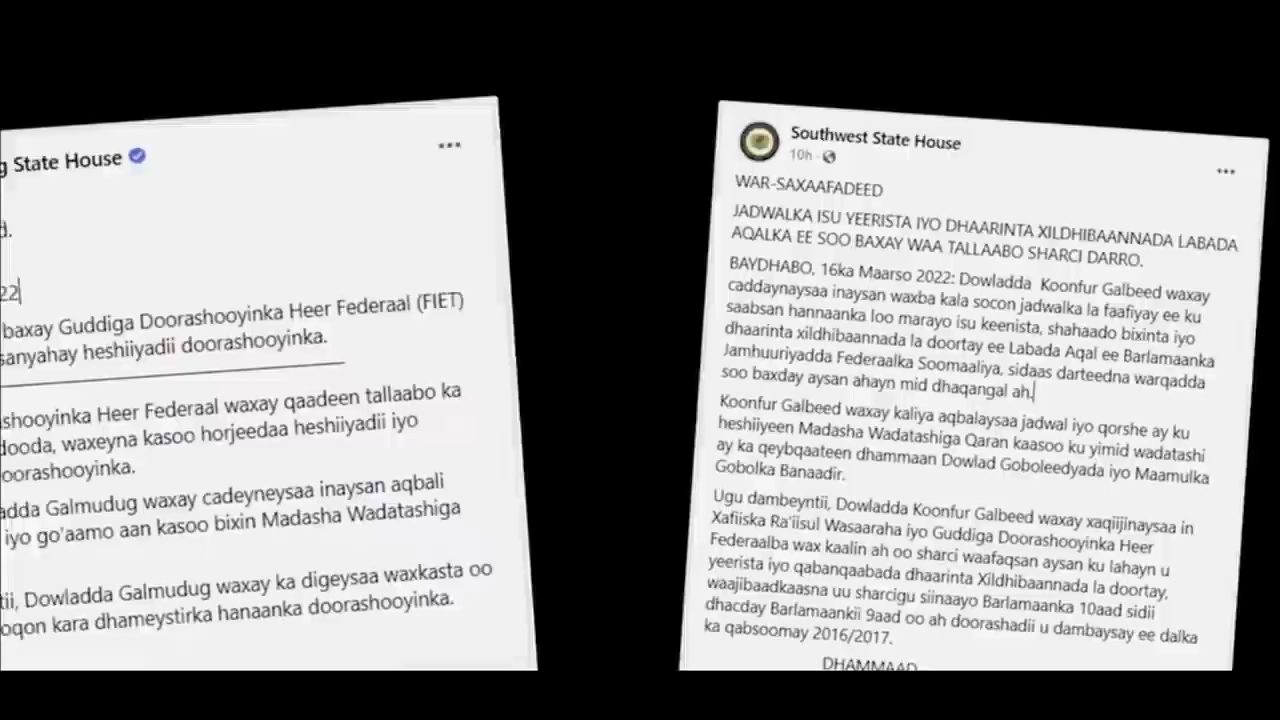 g State House
d.
22
baxay Guddiga Doorashooyinka Heer Federaal (FIET)
sanyahay heshiiyadii doorashooyinka.
ashooyinka Heer Federaal waxay qaadeen tallaabo ka
dooda, waxeyna kasoo horjeedaa heshiiyadii iyo
oorashooyinka.
adda Galmudug waxay cadeyneysaa inaysan aqbali
iyo go'aamo aan kasoo bixin Madasha Wadatashiga
tii, Dowladda Galmudug waxay ka digeysaa waxkasta oo
oqon kara dhameystirka hanaanka doorashooyinka.
Southwest State House
10h ·
WAR-SAXAAFADEED
JADWALKA ISU YEERISTA IYO DHAARINTA XILDHIBAANNADA LABADA
AQALKA EE SOO BAXAY WAA TALLAABO SHARCI DARRO.
BAYDHABO, 16ka Maarso 2022: Dowladda Koonfur Galbeed waxay
caddaynaysaa inaysan waxba kala socon jadwalka la faafiyay ee ku
saabsan hannaanka loo marayo isu keenista, shahaado bixinta iyo
dhaarinta xildhibaannada la doortay ee Labada Aqal ee Barlamaanka
Jamhuuriyadda Federaalka Soomaaliya, sidaas darteedna warqadda
soo baxday aysan ahayn mid dhaqangal ah.
Koonfur Galbeed waxay kaliya aqbalaysaa jadwal iyo qorshe ay ku
heshiiyeen Madasha Wadatashiga Qaran kaasoo ku yimid wadatashi
ay ka qeybqaateen dhammaan Dowlad Goboleedyada iyo Maamulka
Gobolka Banaadir.
Ugu dambeyntii, Dowladda Koonfur Galbeed waxay xaqiijinaysaa in
Xafiiska Ra'iisul Wasaaraha iyo Guddiga Doorashooyinka Heer
Federaalba wax kaalin ah oo sharci waafaqsan aysan ku lahayn u
yeerista iyo qabanqaabada dhaarinta Xildhibaannada la doortay,
waajibaadkaasna uu sharcigu siinaayo Barlamaanka 10aad sidii
dhacday Barlamaankii 9aad oo ah doorashadii u dambaysay ee dalka
ka qabsoomay 2016/2017.
DHAMMAAD